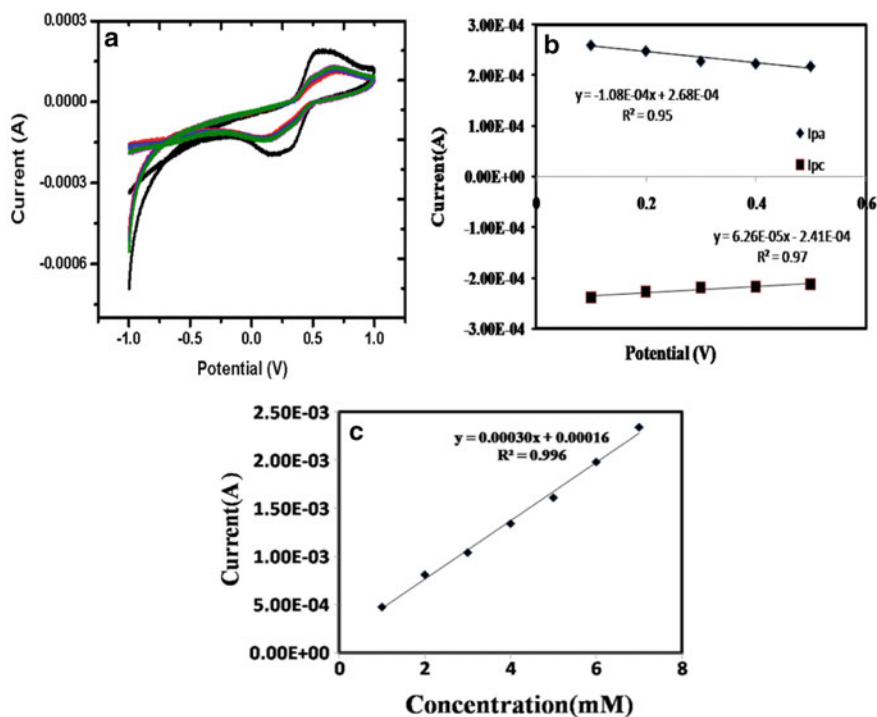 a
0.0003
0.0000
-0.0003
-0.0006
Current (A)
-1.0 -0.5 0.0 0.5 1.0
Potential (V)
b
3.00E-04
2.00E-04
1.00E-04
0.00E+00
-1.00E-04
-2.00E-04
-3.00E-04
Current(A)
y = -1.08E-04x + 2.68E-04
R² = 0.95
Ipa
Ipc
0 0.2 0.4 0.6
y = 6.26E-05x - 2.41E-04
R² = 0.97
Potential (V)
c
2.50E-03
2.00E-03
1.50E-03
1.00E-03
5.00E-04
0.00E+00
Current(A)
y = 0.00030x + 0.00016
R² = 0.996
0 2 4 6 8
Concentration(mM)